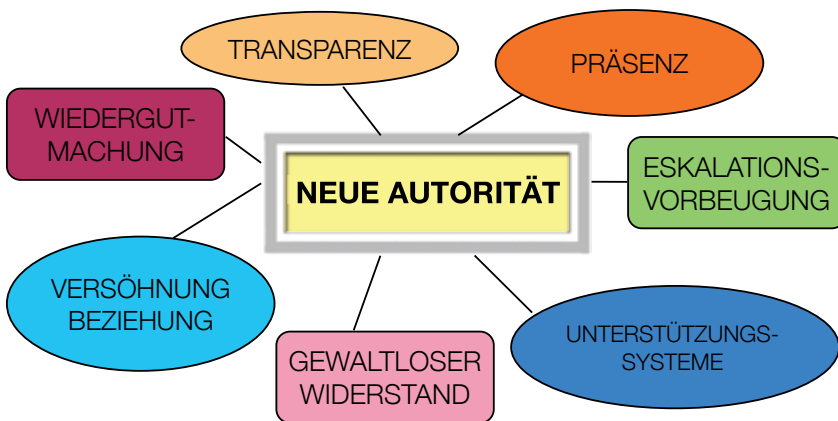 TRANSPARENZ
PRÄSENZ
WIEDERGUT-
MACHUNG
NEUE AUTORITÄT
ESKALATIONS-
VORBEUGUNG
VERSÖHNUNG
BEZIEHUNG
GEWALTLOSER
WIDERSTAND
UNTERSTÜTZUNGS-
SYSTEME